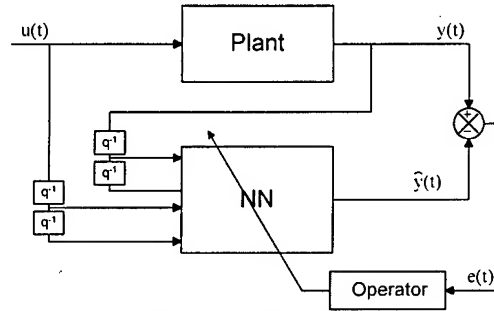 u(t)
Plant
y(t)
+
−
q⁻¹
q⁻¹
q⁻¹
q⁻¹
NN
ŷ(t)
Operator
e(t)